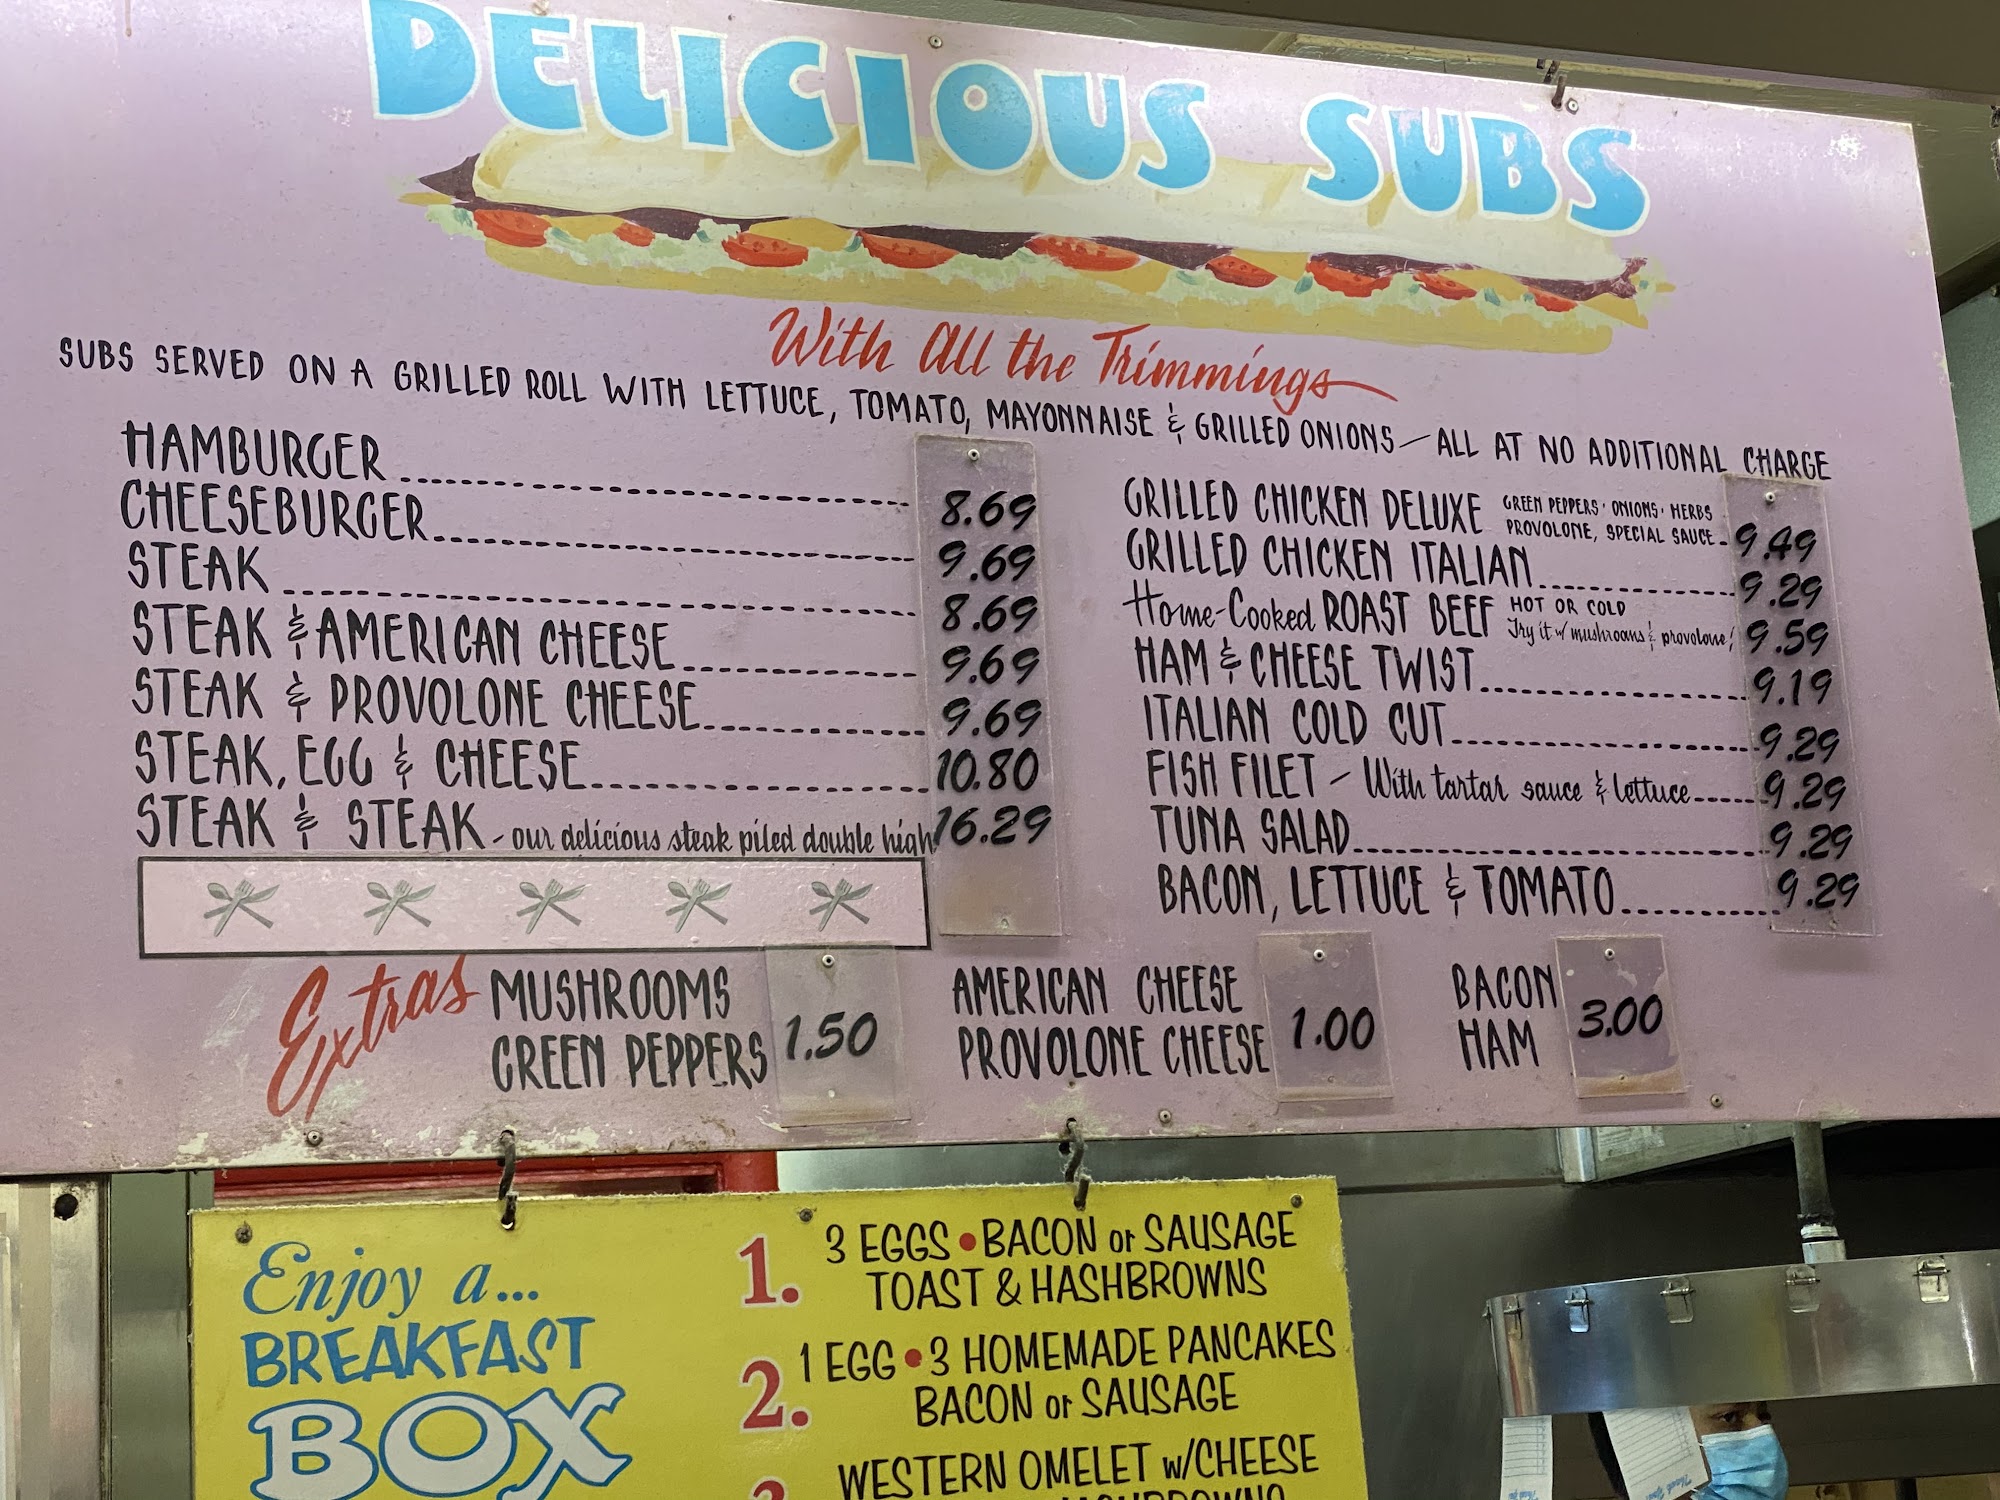 DELICIOUS SUBS
With All the Trimmings
SUBS SERVED ON A GRILLED ROLL WITH LETTUCE, TOMATO, MAYONNAISE & GRILLED ONIONS — ALL AT NO ADDITIONAL CHARGE
HAMBURGER 8.69
CHEESEBURGER 9.69
STEAK 8.69
STEAK & AMERICAN CHEESE 9.69
STEAK & PROVOLONE CHEESE 9.69
STEAK, EGG & CHEESE 10.80
STEAK & STEAK - our delicious steak piled double high 16.29
GRILLED CHICKEN DELUXE GREEN PEPPERS · ONIONS · HERBS
PROVOLONE, SPECIAL SAUCE 9.49
GRILLED CHICKEN ITALIAN 9.29
Home-Cooked ROAST BEEF HOT OR COLD
Try it w/ mushrooms & provolone! 9.59
HAM & CHEESE TWIST 9.19
ITALIAN COLD CUT 9.29
FISH FILET - With tartar sauce & lettuce 9.29
TUNA SALAD 9.29
BACON, LETTUCE & TOMATO 9.29
Extras
MUSHROOMS
GREEN PEPPERS 1.50
AMERICAN CHEESE
PROVOLONE CHEESE 1.00
BACON
HAM 3.00
Enjoy a...
BREAKFAST
BOX
1. 3 EGGS • BACON or SAUSAGE
TOAST & HASHBROWNS
2. 1 EGG • 3 HOMEMADE PANCAKES
BACON or SAUSAGE
WESTERN OMELET w/CHEESE